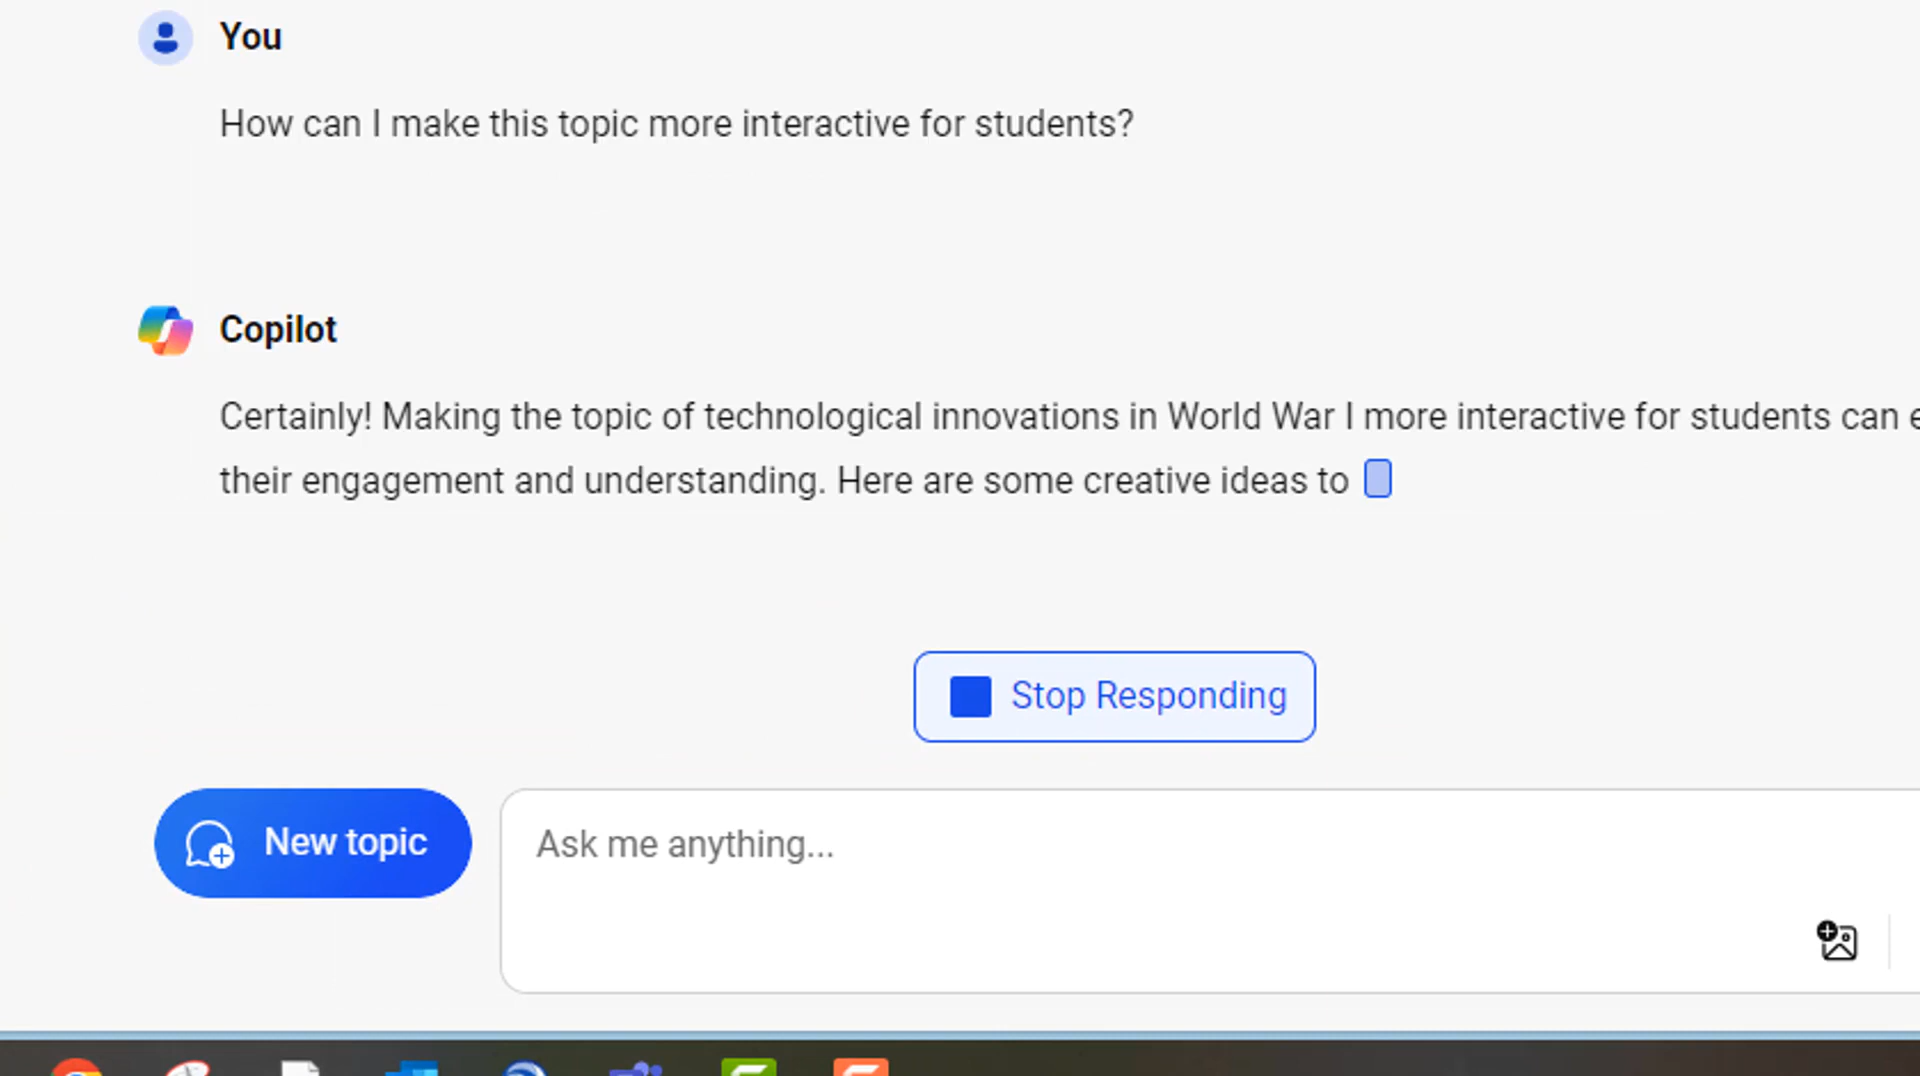 You
How can I make this topic more interactive for students?
Copilot
Certainly! Making the topic of technological innovations in World War I more interactive for students can
their engagement and understanding. Here are some creative ideas to
Stop Responding
New topic
Ask me anything...